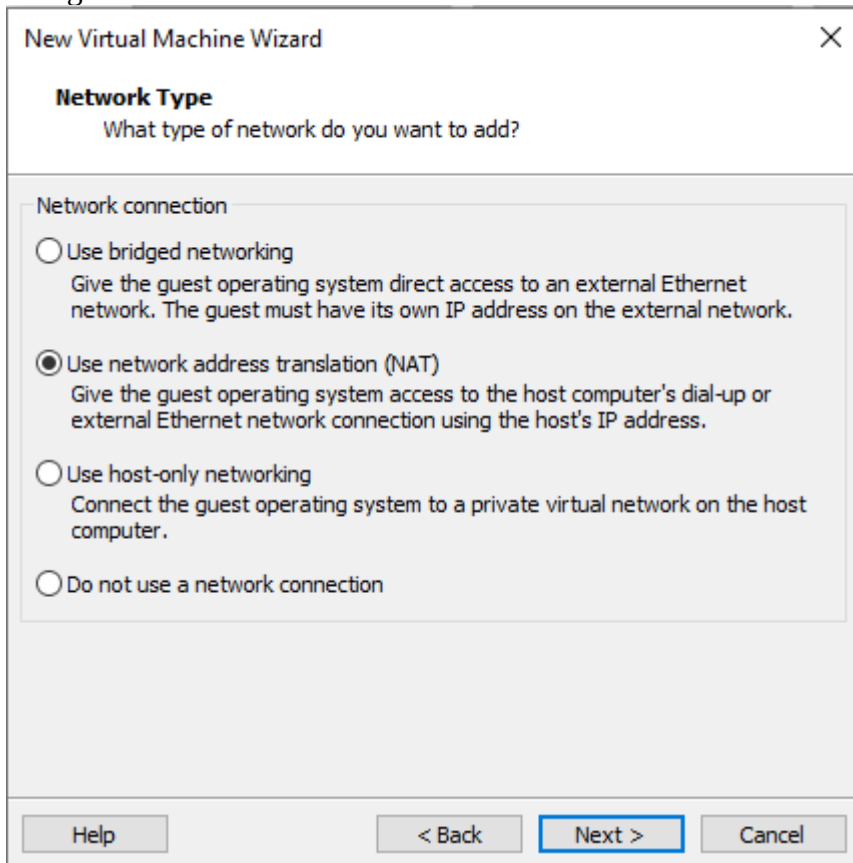 New Virtual Machine Wizard
Network Type
What type of network do you want to add?
Network connection
Use bridged networking
Give the guest operating system direct access to an external Ethernet
network. The guest must have its own IP address on the external network.
Use network address translation (NAT)
Give the guest operating system access to the host computer's dial-up or
external Ethernet network connection using the host's IP address.
Use host-only networking
Connect the guest operating system to a private virtual network on the host
computer.
Do not use a network connection
Help
< Back
Next >
Cancel